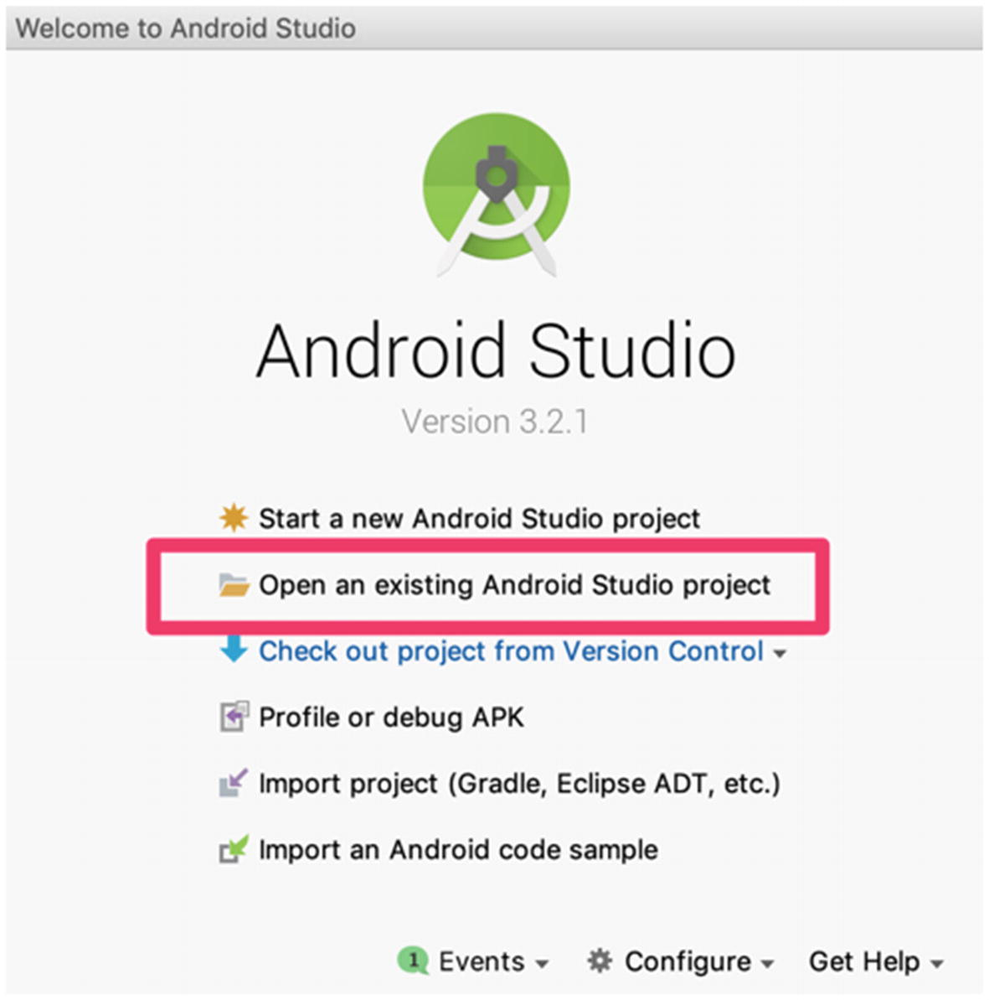 Welcome to Android Studio
Android Studio
Version 3.2.1
Start a new Android Studio project
Open an existing Android Studio project
Check out project from Version Control
Profile or debug APK
Import project (Gradle, Eclipse ADT, etc.)
Import an Android code sample
1 Events Configure Get Help